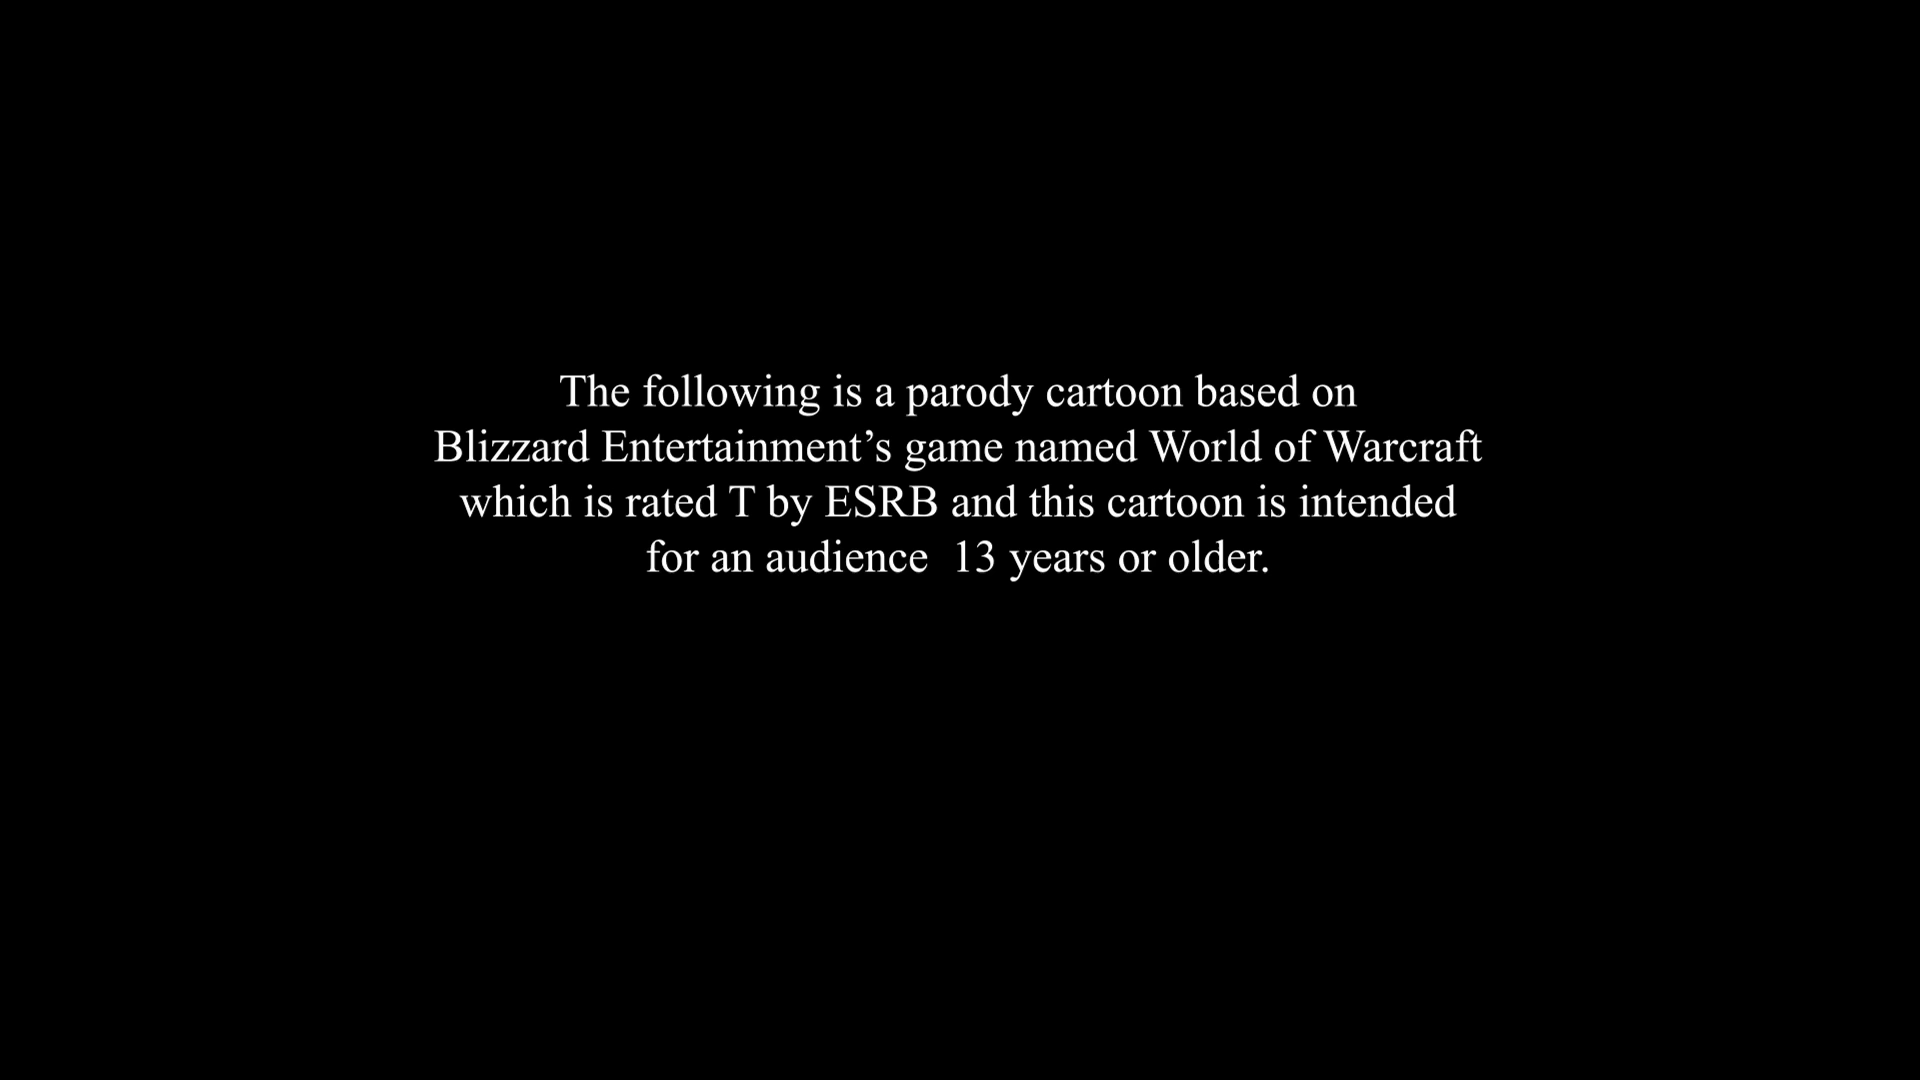 The following is a parody cartoon based on
Blizzard Entertainment’s game named World of Warcraft
which is rated T by ESRB and this cartoon is intended
for an audience  13 years or older.